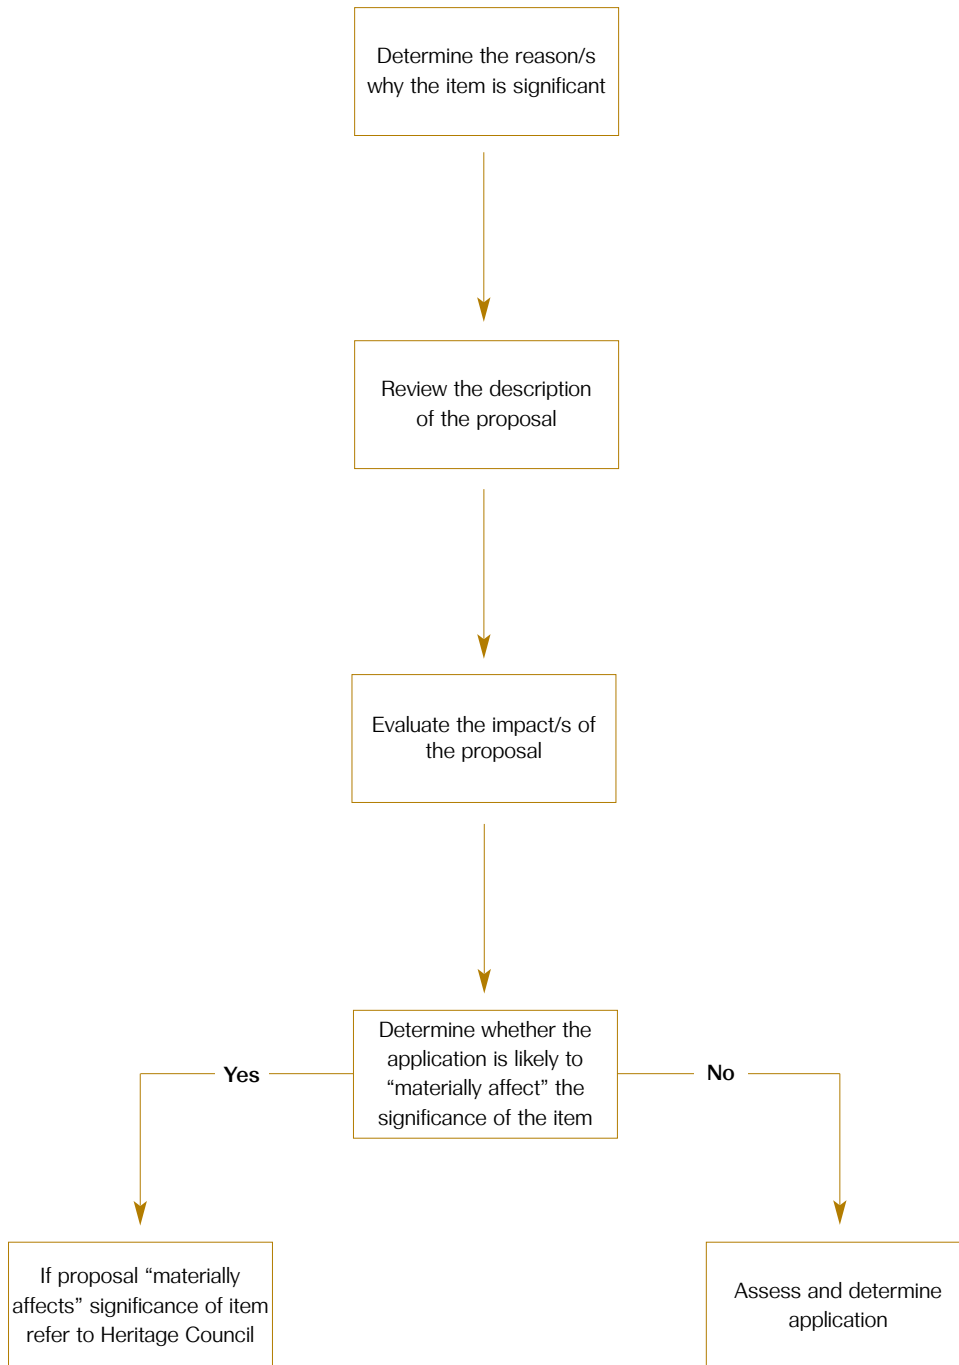 Determine the reason/s
why the item is significant
Review the description
of the proposal
Evaluate the impact/s of
the proposal
Determine whether the
application is likely to
“materially affect” the
significance of the item
Yes
No
If proposal “materially
affects” significance of item
refer to Heritage Council
Assess and determine
application